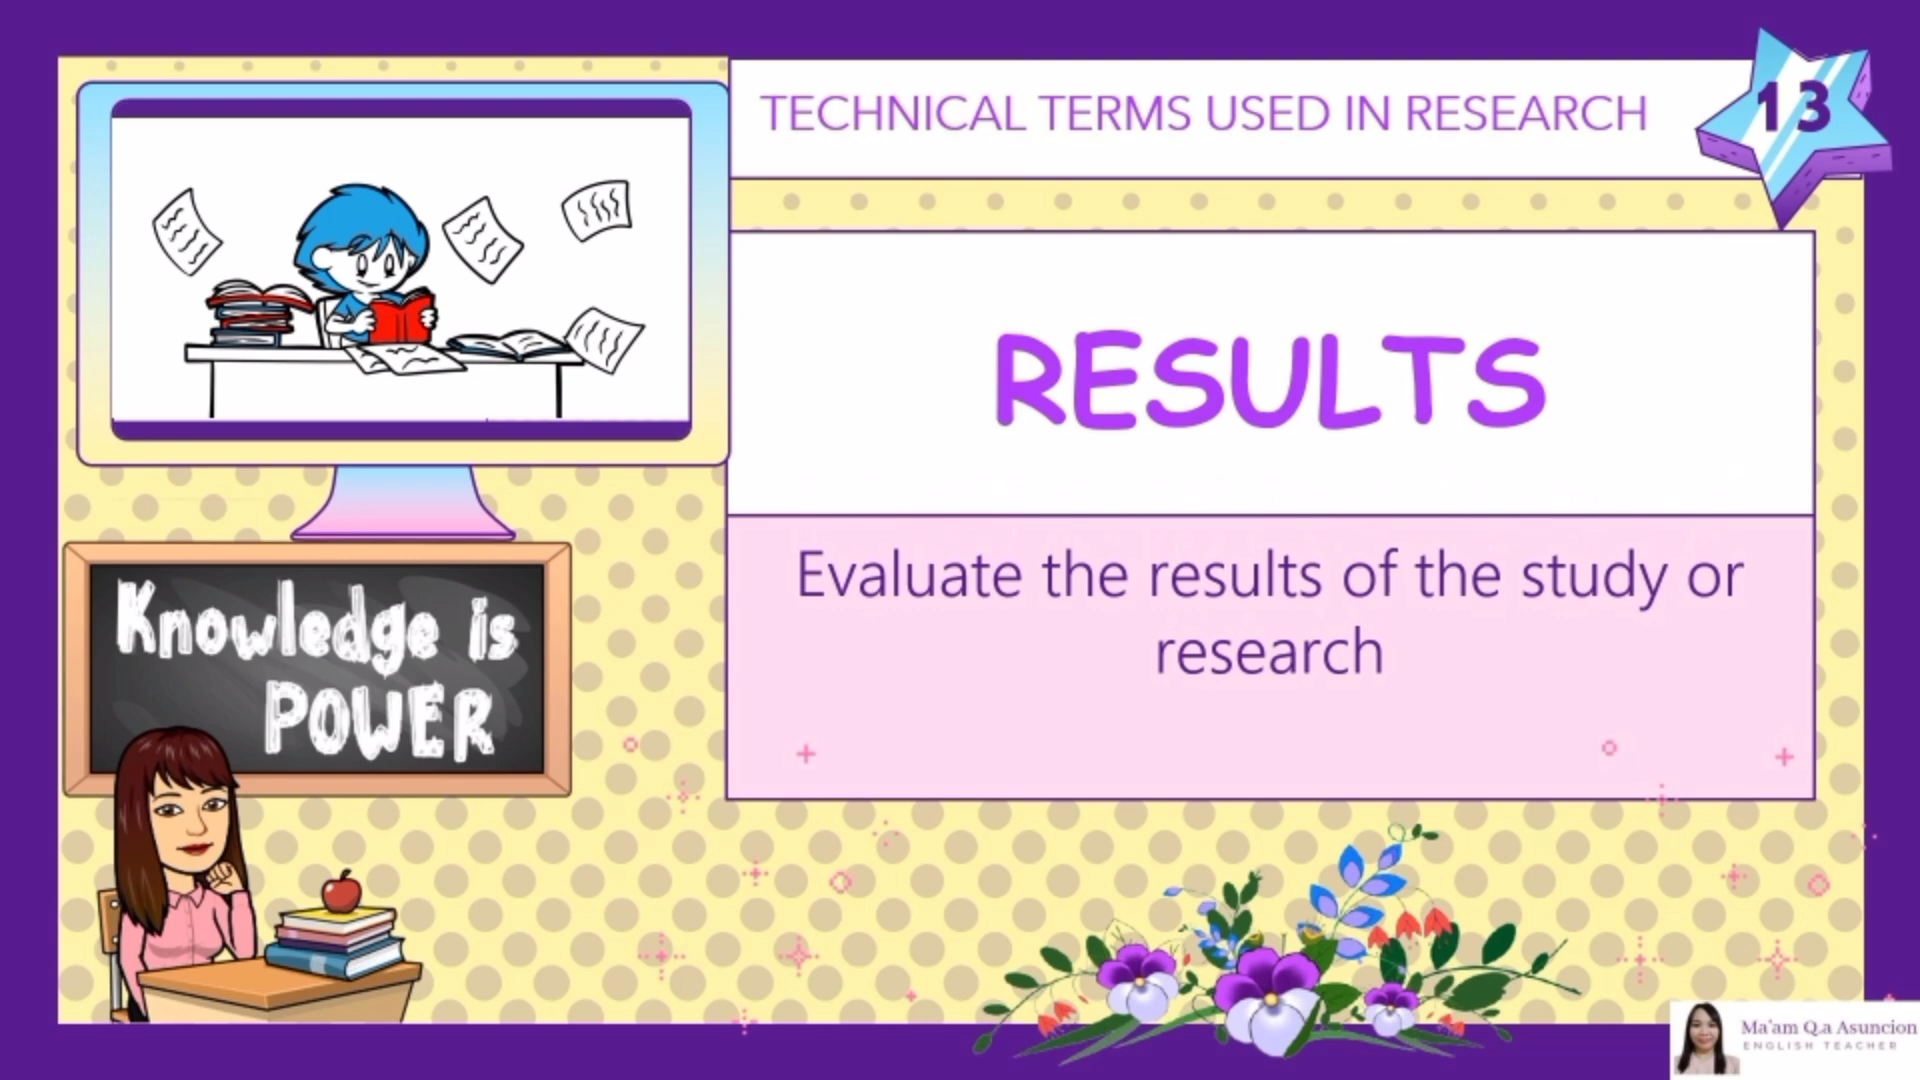 TECHNICAL TERMS USED IN RESEARCH
13
RESULTS
Evaluate the results of the study or
research
Knowledge is
POWER
Ma'am Q.a Asuncion
ENGLISH TEACHER